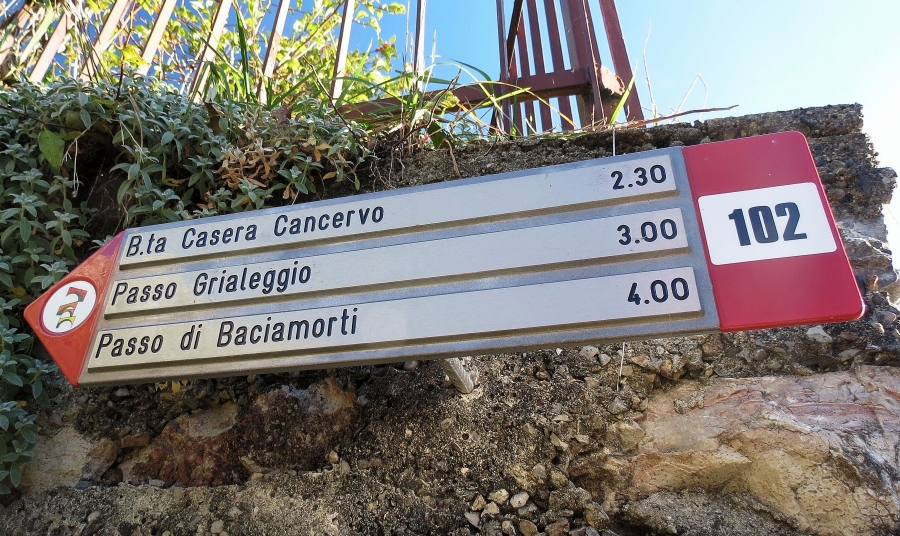 B.ta Casera Cancervo 2.30
Passo Grialeggio 3.00
Passo di Baciamorti 4.00
102